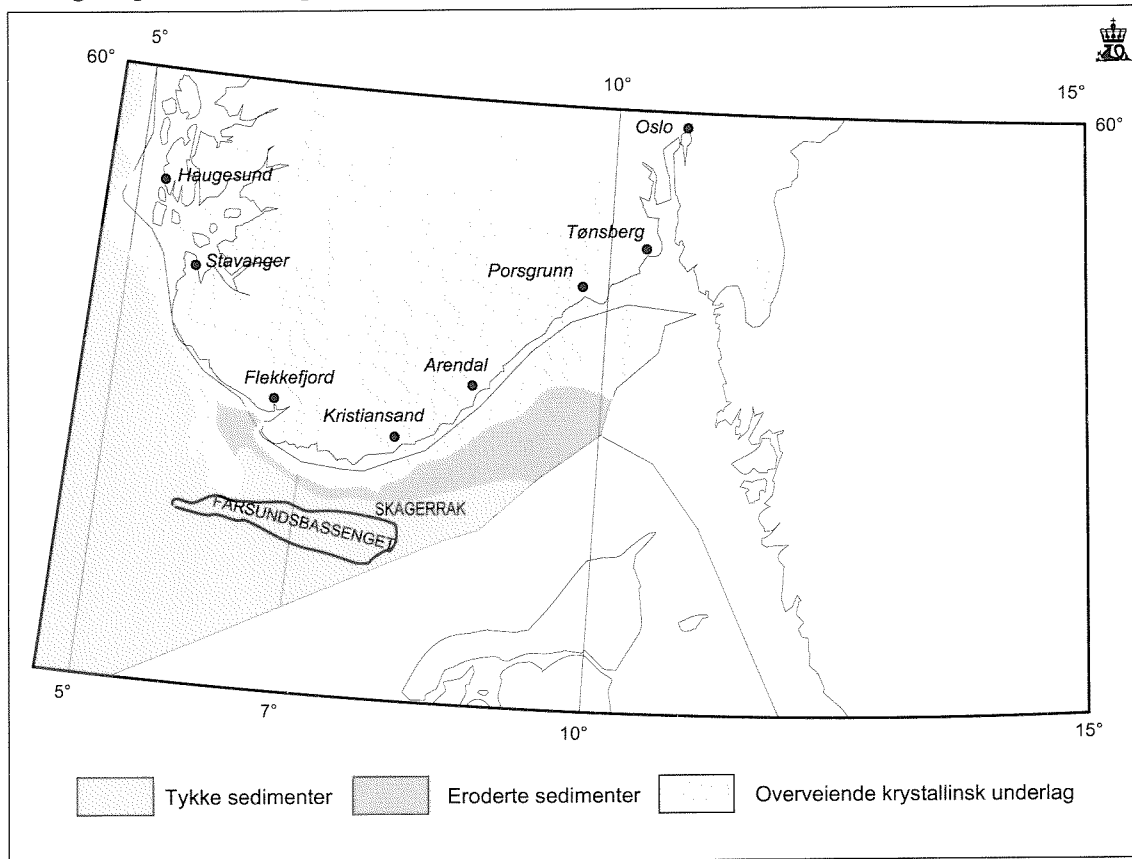 5°
60°
10°
15°
60°
Oslo
Haugesund
Tønsberg
Stavanger
Porsgrunn
Arendal
Flekkefjord
Kristiansand
SKAGERRAK
FARSUNDSBASSENGET
5°
7°
10°
15°
Tykke sedimenter
Eroderte sedimenter
Overveiende krystallinsk underlag